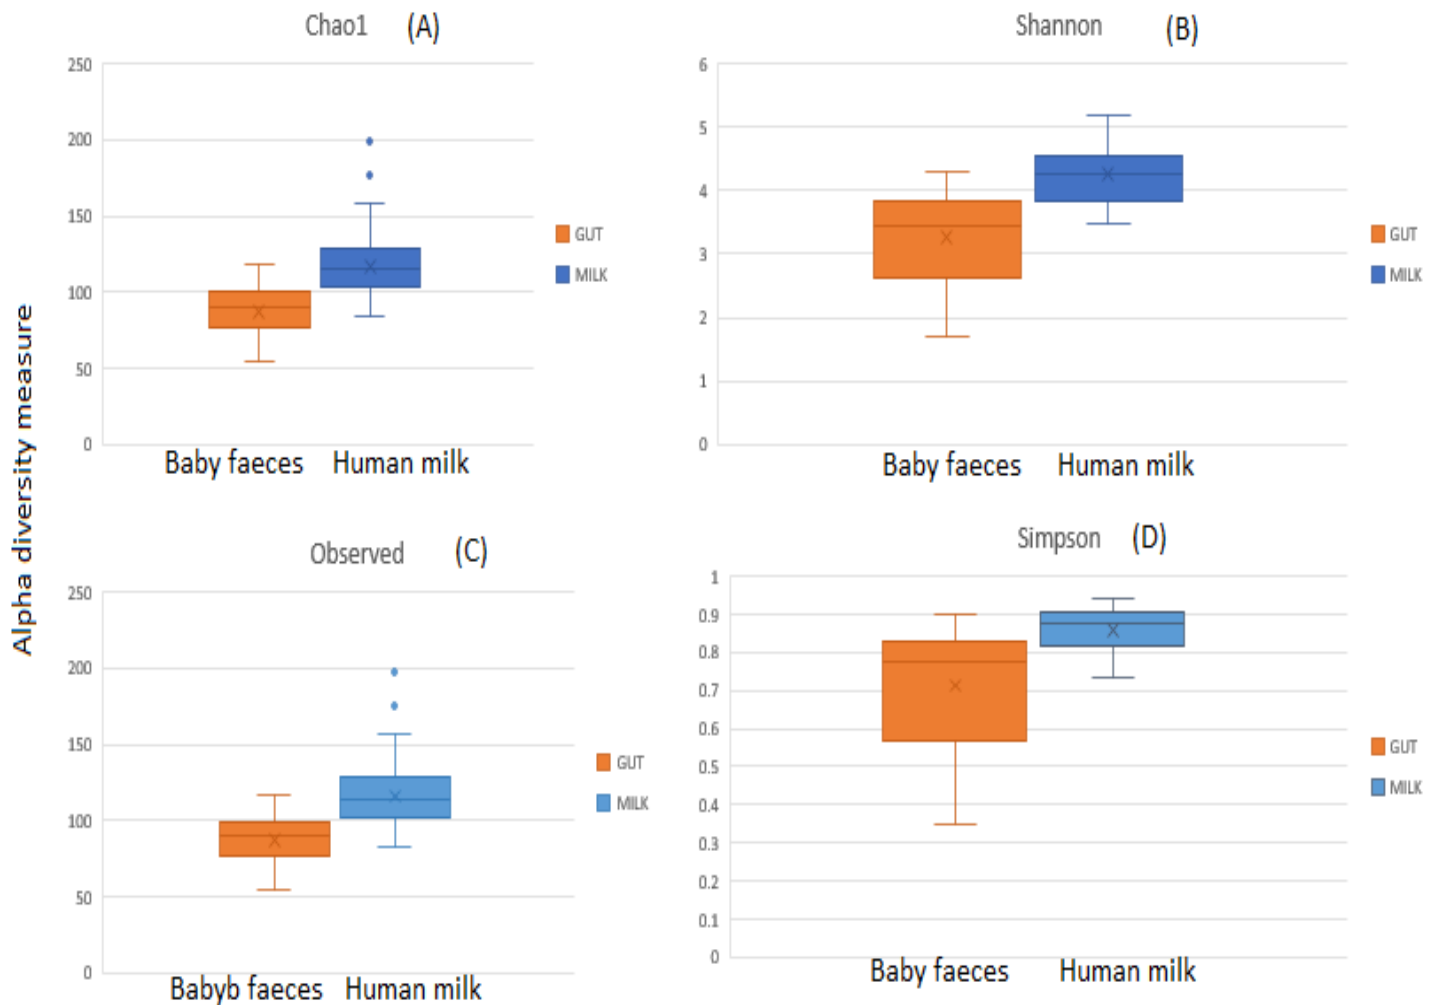 Alpha diversity measure
Chao1 (A)
250
200
150
100
50
0
Baby faeces Human milk
GUT
MILK
Shannon (B)
6
5
4
3
2
1
0
Baby faeces Human milk
GUT
MILK
Observed (C)
250
200
150
100
50
0
Babyb faeces Human milk
GUT
MILK
Simpson (D)
1
0.9
0.8
0.7
0.6
0.5
0.4
0.3
0.2
0.1
0
Baby faeces Human milk
GUT
MILK